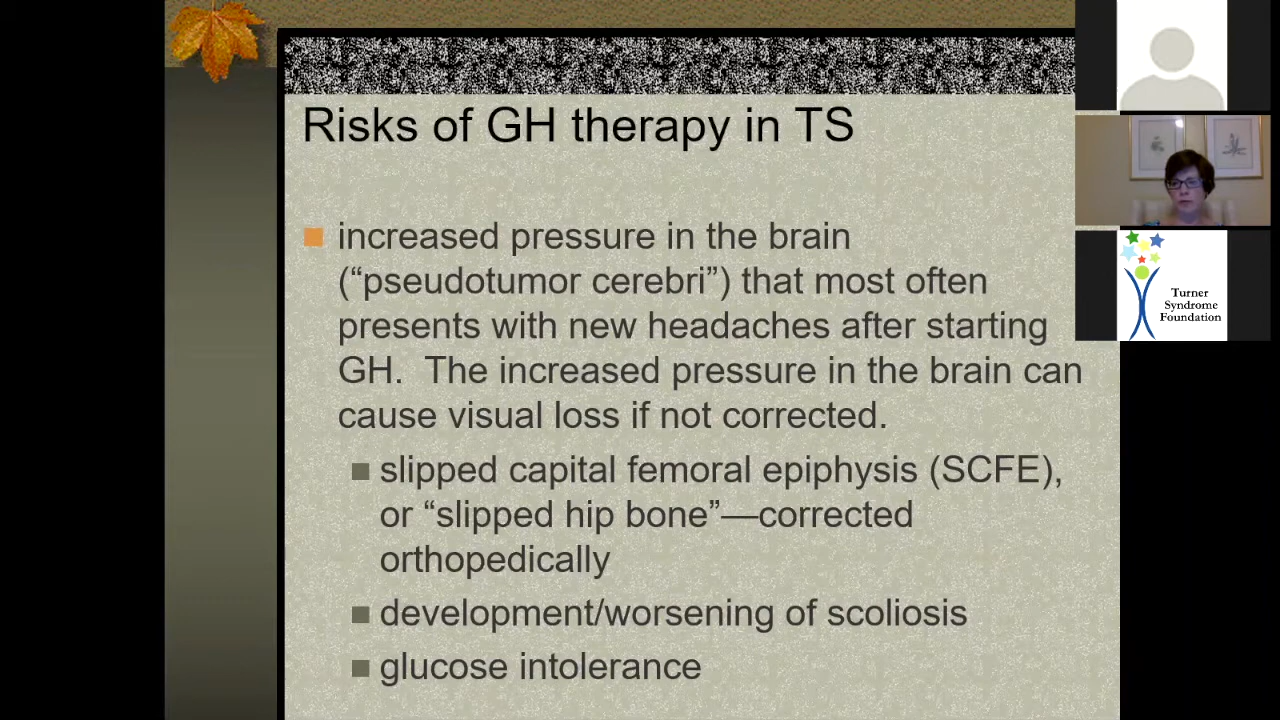 Risks of GH therapy in TS
increased pressure in the brain
(“pseudotumor cerebri”) that most often
presents with new headaches after starting
GH.  The increased pressure in the brain can
cause visual loss if not corrected.
slipped capital femoral epiphysis (SCFE),
or “slipped hip bone”—corrected
orthopedically
development/worsening of scoliosis
glucose intolerance
Turner
Syndrome
Foundation